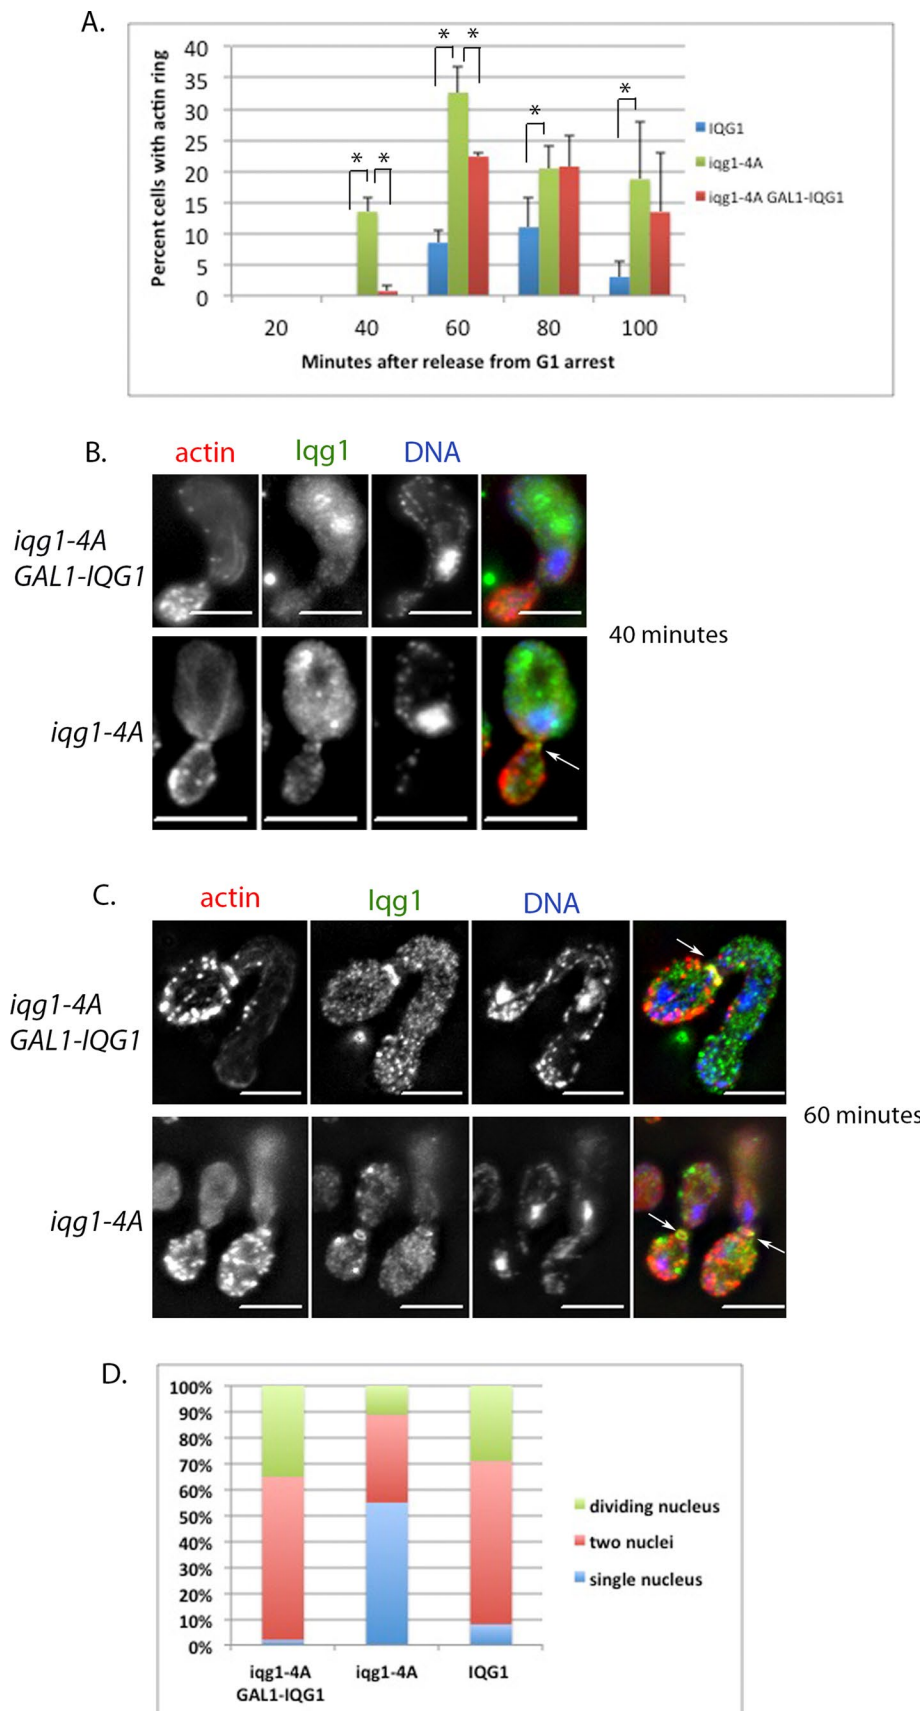 A.
Percent cells with actin ring
40
35
30
25
20
15
10
5
0
* *
* *
*
*
20 40 60 80 100
Minutes after release from G1 arrest
IQG1
iqg1-4A
iqg1-4A GAL1-IQG1
B.
actin Iqg1 DNA
iqg1-4A
GAL1-IQG1
40 minutes
iqg1-4A
C.
actin Iqg1 DNA
iqg1-4A
GAL1-IQG1
60 minutes
iqg1-4A
D.
100%
90%
80%
70%
60%
50%
40%
30%
20%
10%
0%
dividing nucleus
two nuclei
single nucleus
iqg1-4A iqg1-4A IQG1
GAL1-IQG1